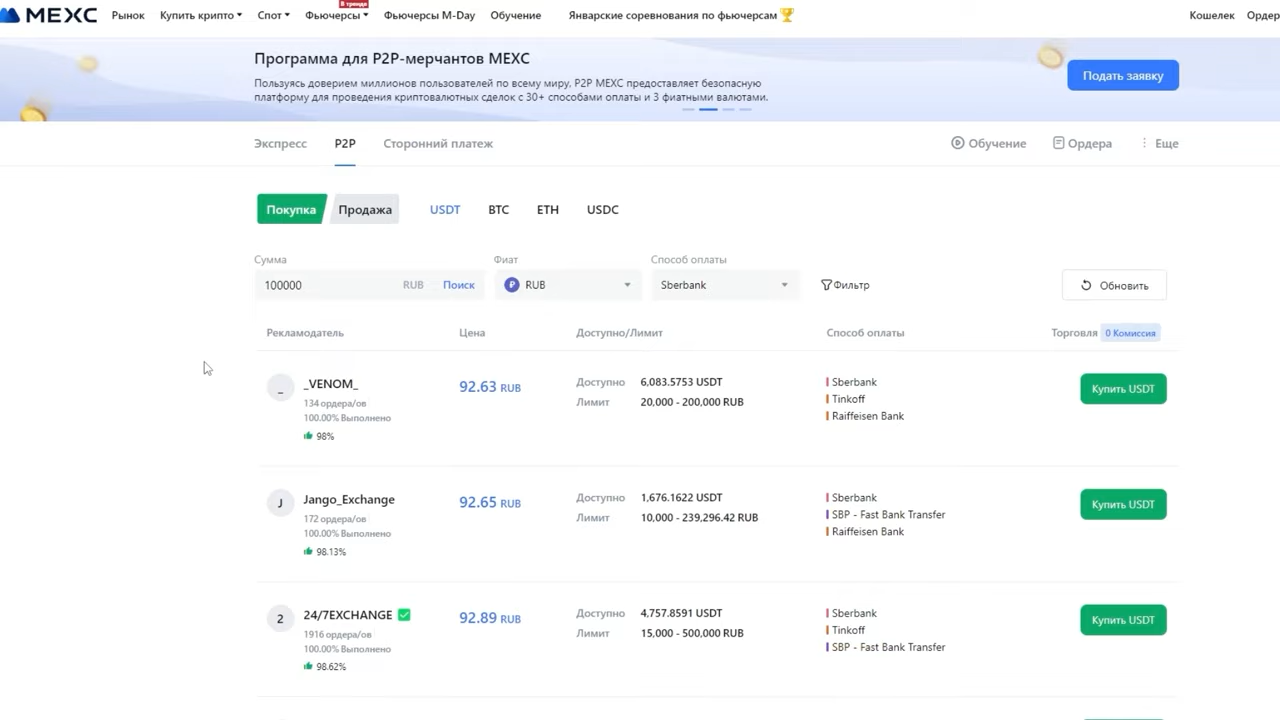 MEXC Рынок Купить крипто Спот Фьючерсы В тренде Фьючерсы M-Day Обучение Январские соревнования по фьючерсам Кошелек Ордер
Программа для P2P-мерчантов MEXC
Пользуясь доверием миллионов пользователей по всему миру, P2P MEXC предоставляет безопасную
платформу для проведения криптовалютных сделок с 30+ способами оплаты и 3 фиатными валютами.
Подать заявку
Экспресс P2P Сторонний платеж Обучение Ордера Еще
Покупка Продажа USDT BTC ETH USDC
Сумма Фиат Способ оплаты
100000 RUB Поиск RUB Sberbank Фильтр Обновить
Рекламодатель Цена Доступно/Лимит Способ оплаты Торговля 0 Комиссия
_ _VENOM_
134 ордера/ов
100.00% Выполнено
98%
92.63 RUB
Доступно 6,083.5753 USDT
Лимит 20,000 - 200,000 RUB
Sberbank
Tinkoff
Raiffeisen Bank
Купить USDT
J Jango_Exchange
172 ордера/ов
100.00% Выполнено
98.13%
92.65 RUB
Доступно 1,676.1622 USDT
Лимит 10,000 - 239,296.42 RUB
Sberbank
SBP - Fast Bank Transfer
Raiffeisen Bank
Купить USDT
2 24/7EXCHANGE
1916 ордера/ов
100.00% Выполнено
98.62%
92.89 RUB
Доступно 4,757.8591 USDT
Лимит 15,000 - 500,000 RUB
Sberbank
Tinkoff
SBP - Fast Bank Transfer
Купить USDT